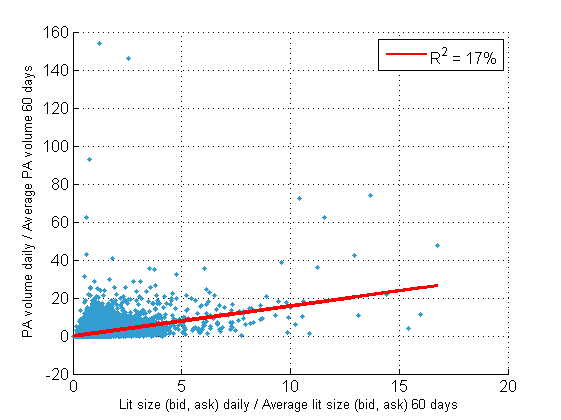 160
140
120
100
80
60
40
20
0
-20
0 5 10 15 20
PA volume daily / Average PA volume 60 days
Lit size (bid, ask) daily / Average lit size (bid, ask) 60 days
R² = 17%